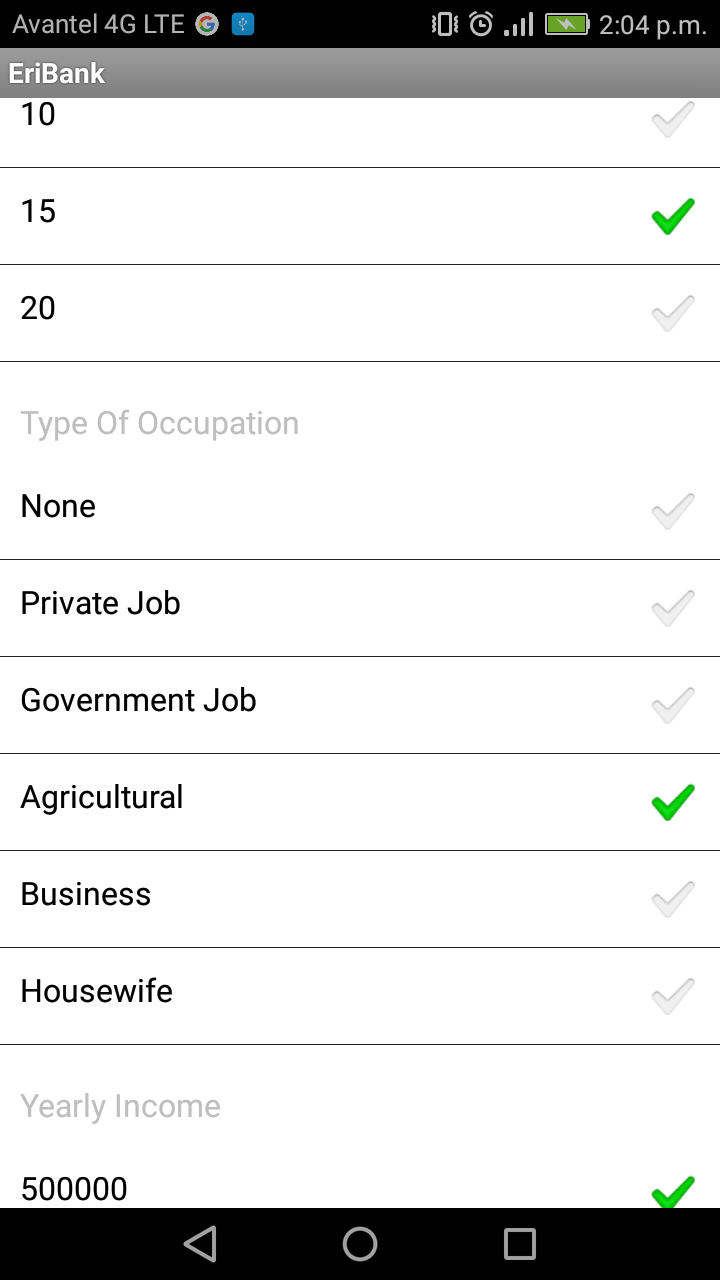 Avantel 4G LTE 2:04 p.m.
EriBank
10
15
20
Type Of Occupation
None
Private Job
Government Job
Agricultural
Business
Housewife
Yearly Income
500000